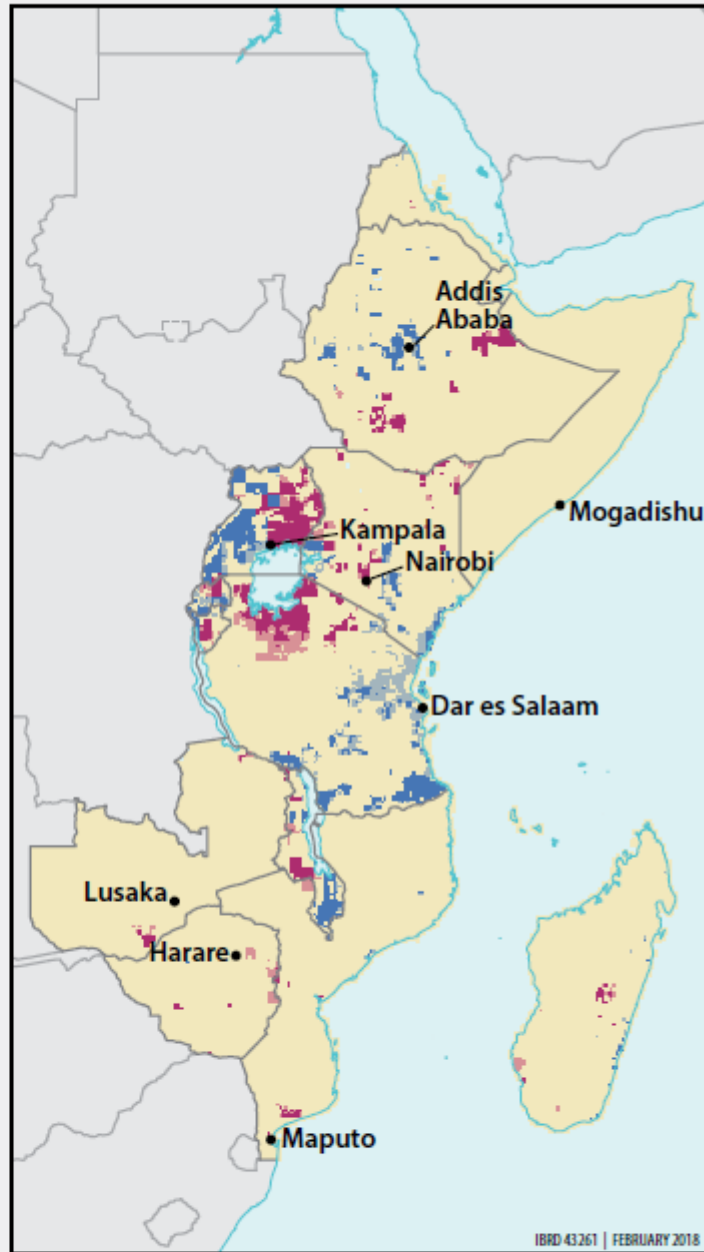 Addis
Ababa
Mogadishu
Kampala
Nairobi
Dar es Salaam
Lusaka
Harare
Maputo
IBRD 43261 | FEBRUARY 2018